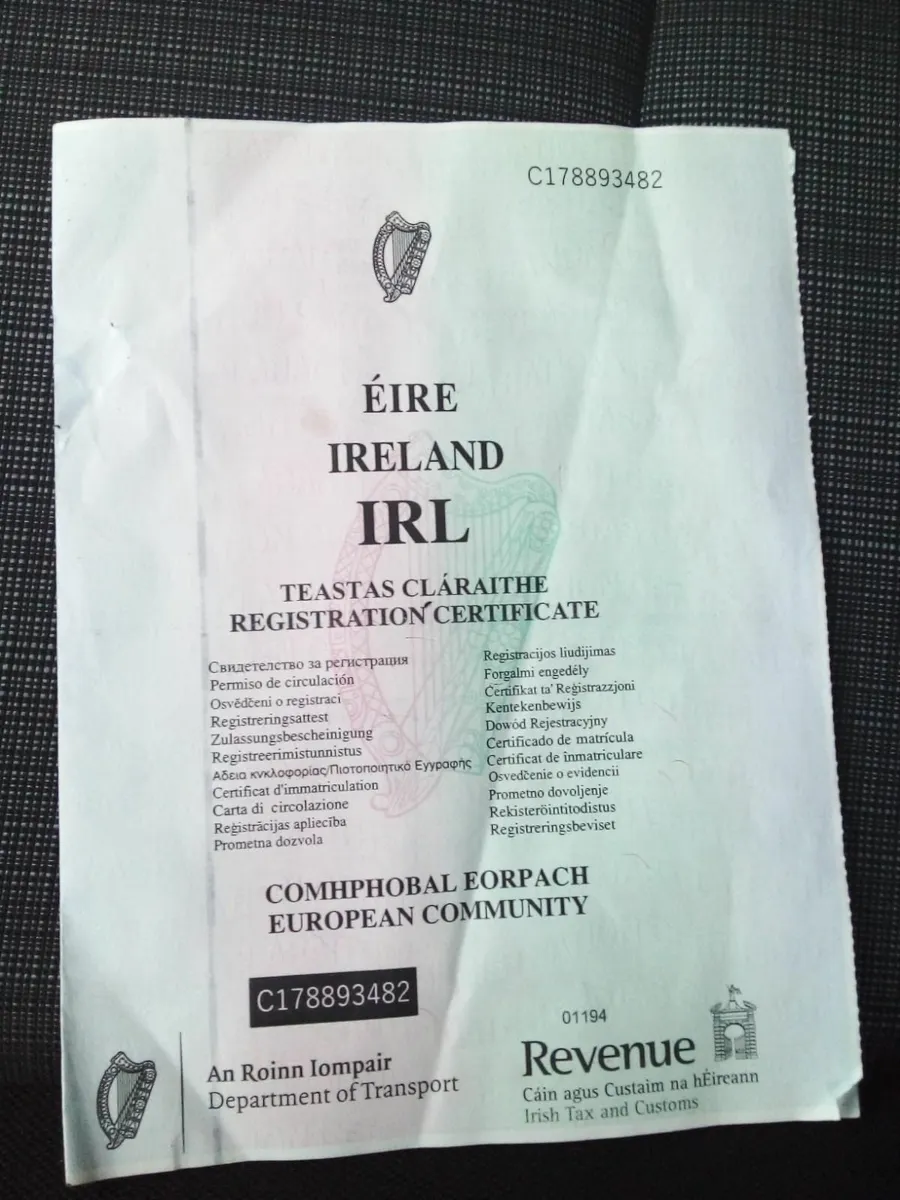 C178893482
ÉIRE
IRELAND
IRL
TEASTAS CLÁRAITHE
REGISTRATION CERTIFICATE
Свидетелство за регистрация
Permiso de circulación
Osvědčeni o registraci
Registreringsattest
Zulassungsbescheinigung
Registreerimistunnistus
Αδεια κνκλοφορίας/Πιστοποιητικό Εγγραφής
Certificat d'immatriculation
Carta di circolazione
Reģistrācijas apliecība
Prometna dozvola
Registracijos liudijimas
Forgalmi engedély
Ċertifikat ta' Reġistrazzjoni
Kentekenbewijs
Dowód Rejestracyjny
Certificado de matrícula
Certificat de înmatriculare
Osvedčenie o evidencii
Prometno dovoljenje
Rekisteröintitodistus
Registreringsbeviset
COMHPHOBAL EORPACH
EUROPEAN COMMUNITY
C178893482
An Roinn Iompair
Department of Transport
01194
Revenue
Cáin agus Custaim na hÉireann
Irish Tax and Customs